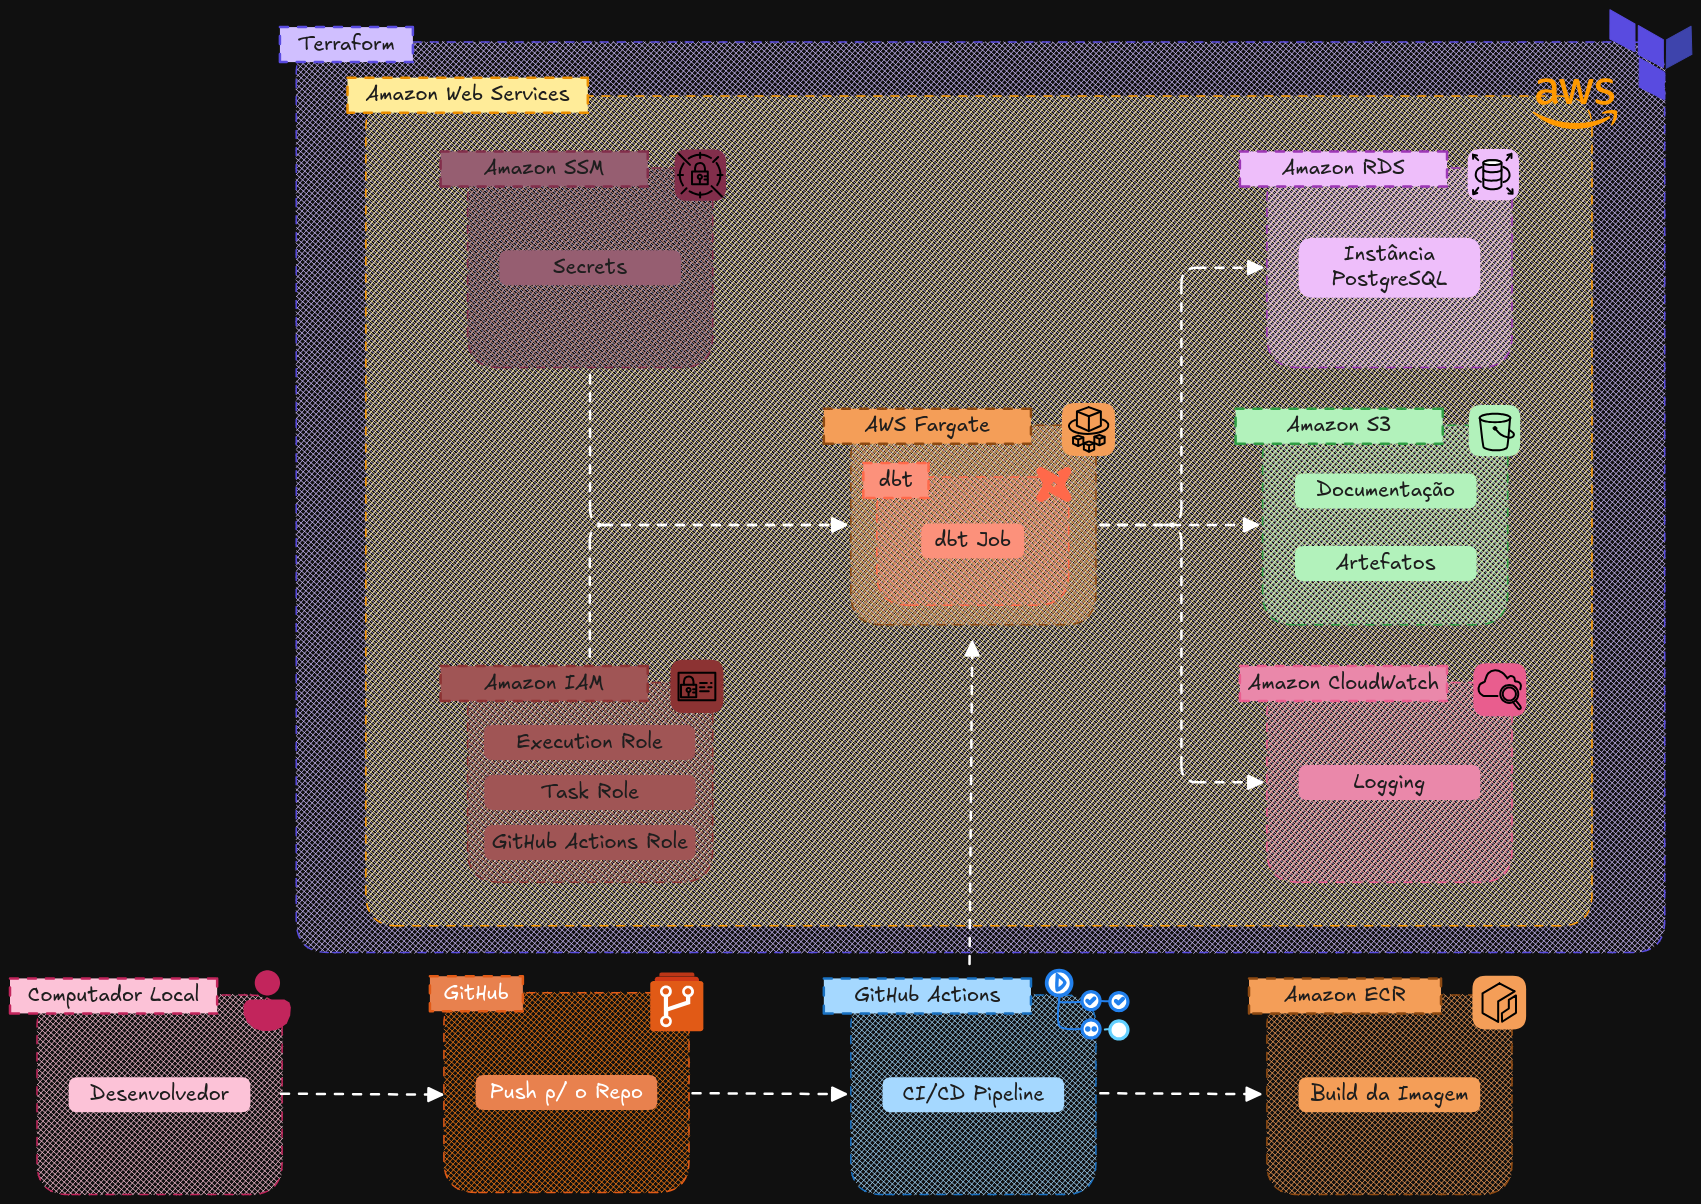 Terraform
Amazon Web Services
aws
Amazon SSM
Secrets
Amazon RDS
Instância
PostgreSQL
AWS Fargate
dbt
dbt Job
Amazon S3
Documentação
Artefatos
Amazon IAM
Execution Role
Task Role
GitHub Actions Role
Amazon CloudWatch
Logging
Computador Local
Desenvolvedor
GitHub
Push p/ o Repo
GitHub Actions
CI/CD Pipeline
Amazon ECR
Build da Imagem